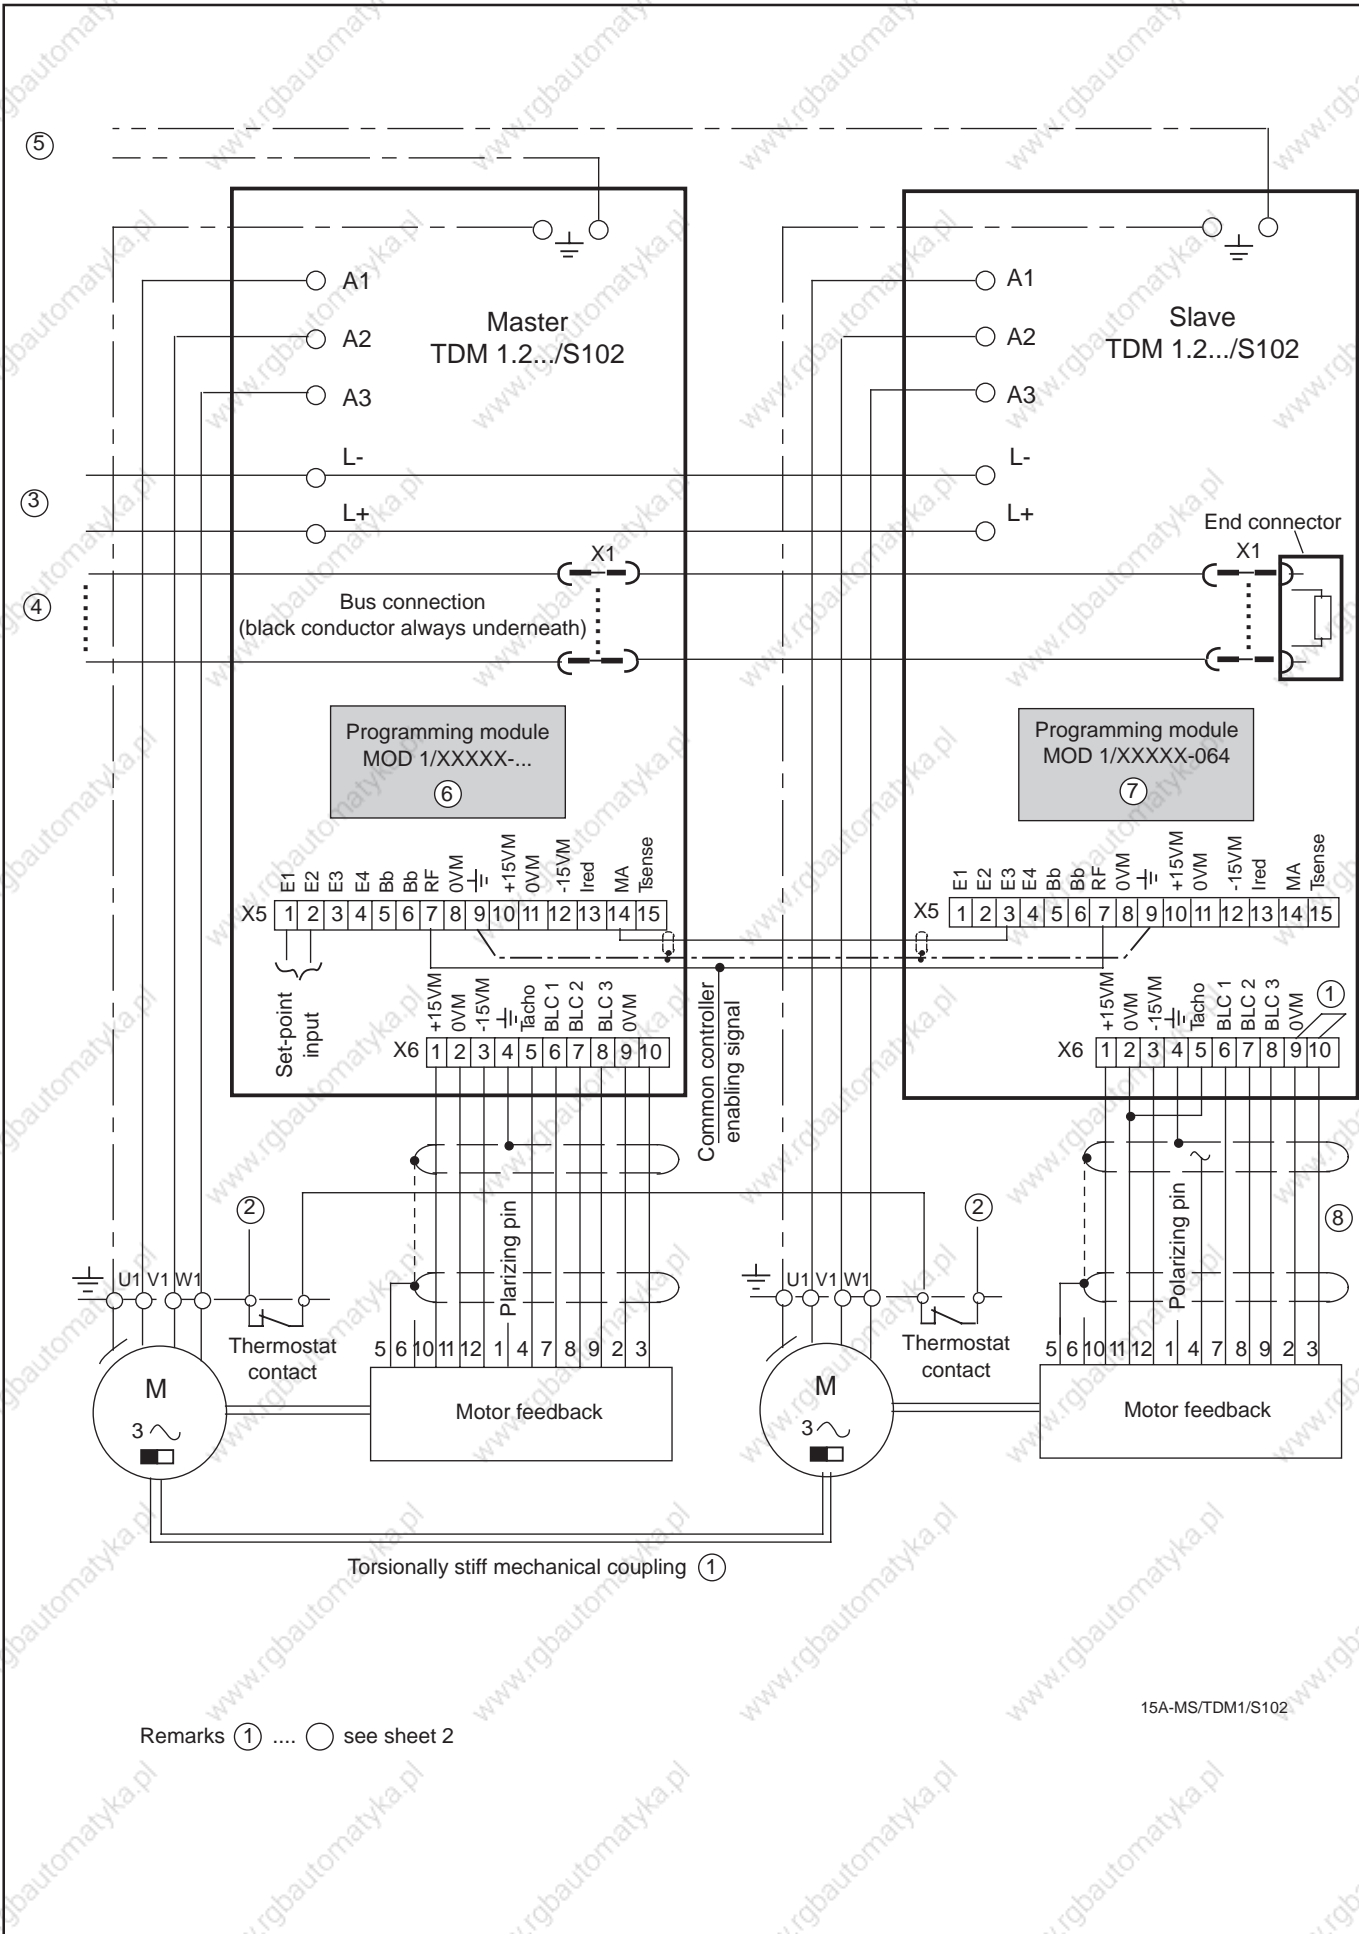 5
A1
Master
TDM 1.2.../S102
A2
A3
L-
L+
3
X1
4
Bus connection
(black conductor always underneath)
Programming module
MOD 1/XXXXX-...
6
E1 E2 E3 E4 Bb Bb RF 0VM +15VM 0VM -15VM Ired MA Tsense
X5 1 2 3 4 5 6 7 8 9 10 11 12 13 14 15
Set-point
input
+15VM 0VM -15VM Tacho BLC 1 BLC 2 BLC 3 0VM
X6 1 2 3 4 5 6 7 8 9 10
Common controller
enabling signal
A1
Slave
TDM 1.2.../S102
A2
A3
L-
L+
End connector
X1
Programming module
MOD 1/XXXXX-064
7
E1 E2 E3 E4 Bb Bb RF 0VM +15VM 0VM -15VM Ired MA Tsense
X5 1 2 3 4 5 6 7 8 9 10 11 12 13 14 15
+15VM 0VM -15VM Tacho BLC 1 BLC 2 BLC 3 0VM
1
X6 1 2 3 4 5 6 7 8 9 10
2
Plarizing pin
U1 V1 W1
Thermostat
contact
5 6 10 11 12 1 4 7 8 9 2 3
M
3
Motor feedback
2
Polarizing pin
8
U1 V1 W1
Thermostat
contact
5 6 10 11 12 1 4 7 8 9 2 3
M
3
Motor feedback
Torsionally stiff mechanical coupling 1
15A-MS/TDM1/S102
Remarks 1 .... see sheet 2
www.rgbautomatyka.pl